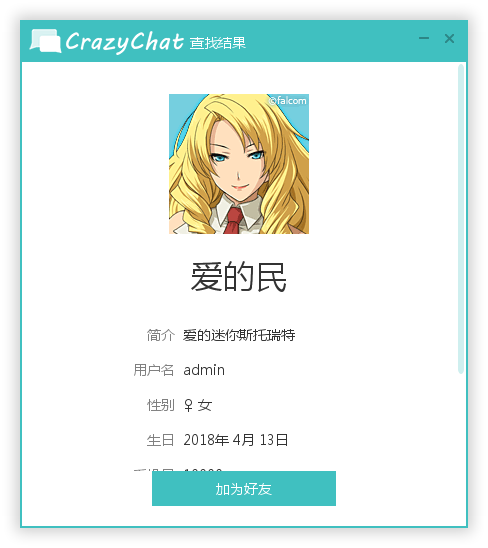 CrazyChat 查找结果
©falcom
爱的民
简介 爱的迷你斯托瑞特
用户名 admin
性别 ♀ 女
生日 2018年 4月 13日
加为好友